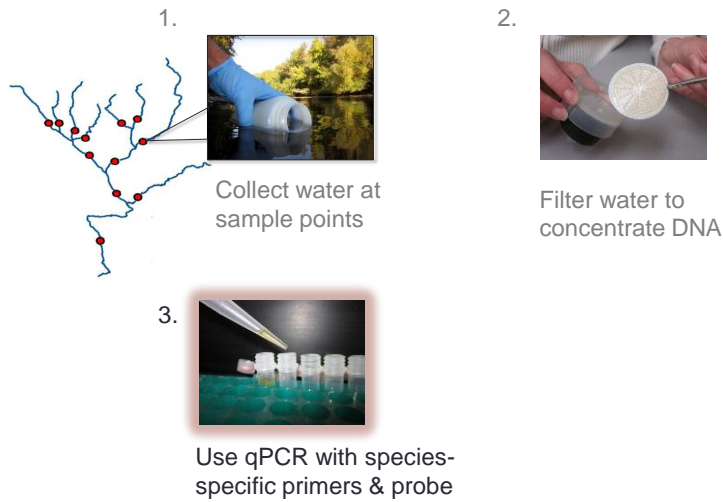 1.
Collect water at
sample points
2.
Filter water to
concentrate DNA
3.
Use qPCR with species-
specific primers & probe